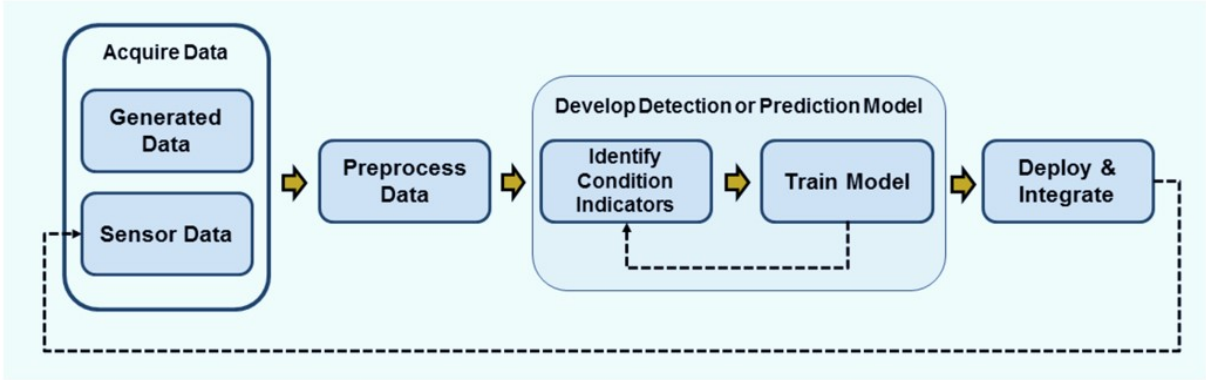 Acquire Data
Generated
Data
Sensor Data
Preprocess
Data
Develop Detection or Prediction Model
Identify
Condition
Indicators
Train Model
Deploy &
Integrate